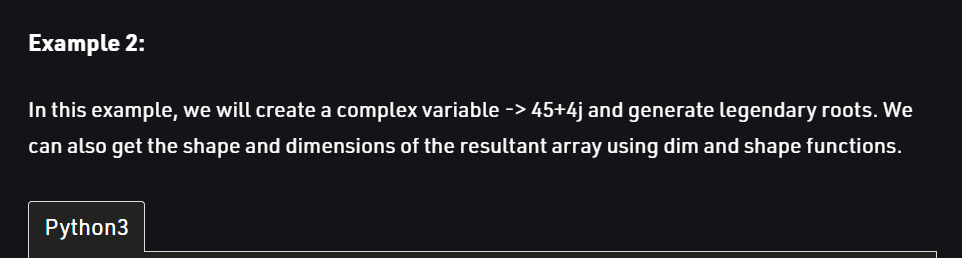 Example 2:
In this example, we will create a complex variable -> 45+4j and generate legendary roots. We
can also get the shape and dimensions of the resultant array using dim and shape functions.
Python3